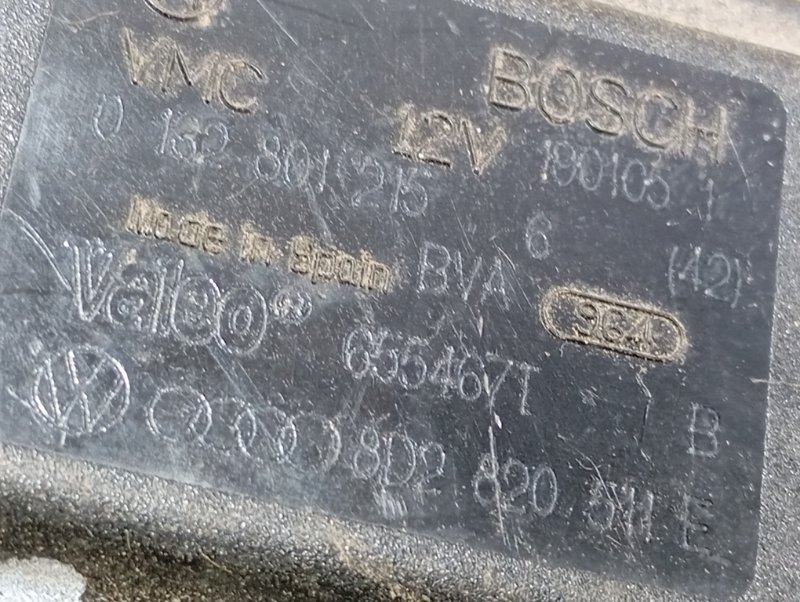 VMC BOSCH
0 132 801 215 12V 190105 1
Made in Spain BVA 6 (42)
Valeo 964
655467T B
8D2 820 511 E